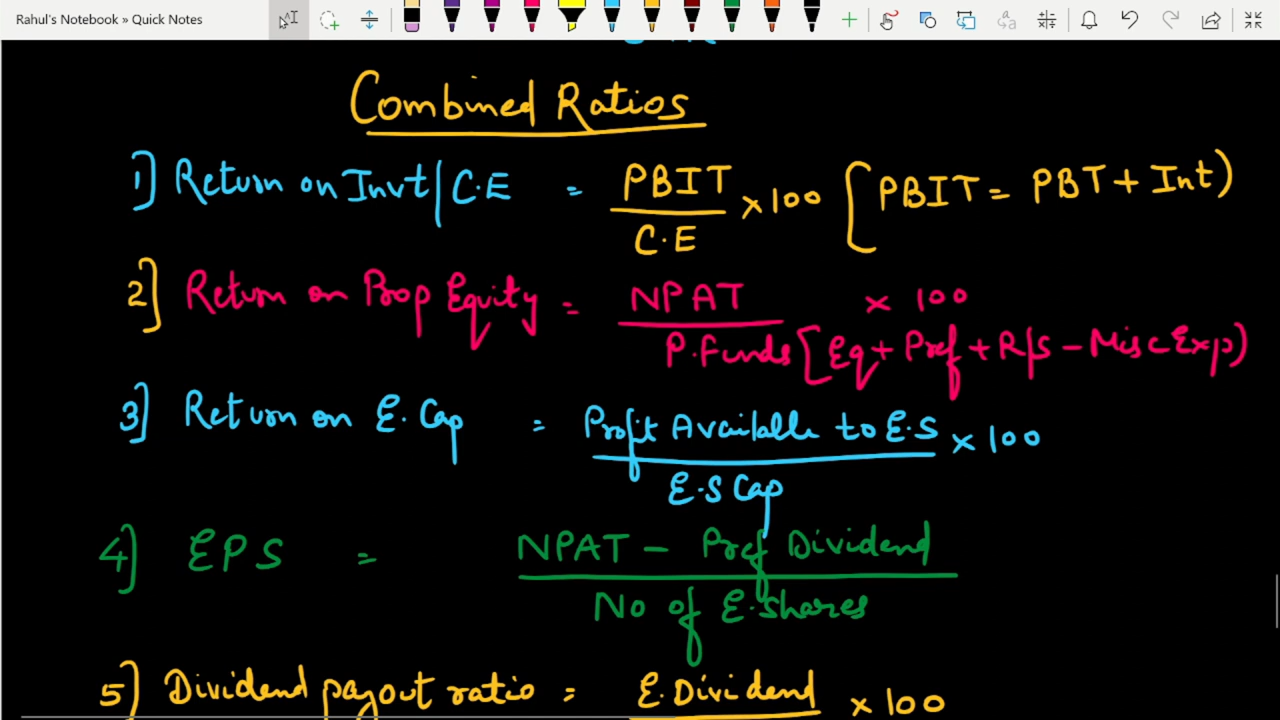 Rahul's Notebook » Quick Notes
Combined Ratios
1] Return on Invt/C.E = PBIT / C.E × 100 [PBIT = PBT + Int)
2] Return on Prop Equity = NPAT / P.Funds [Eq + Pref + R/S - Misc Exp) × 100
3] Return on E. Cap = Profit Available to E.S / E.S Cap × 100
4] EPS = NPAT - Pref Dividend / No of E.shares
5] Dividend payout ratio = E.Dividend × 100